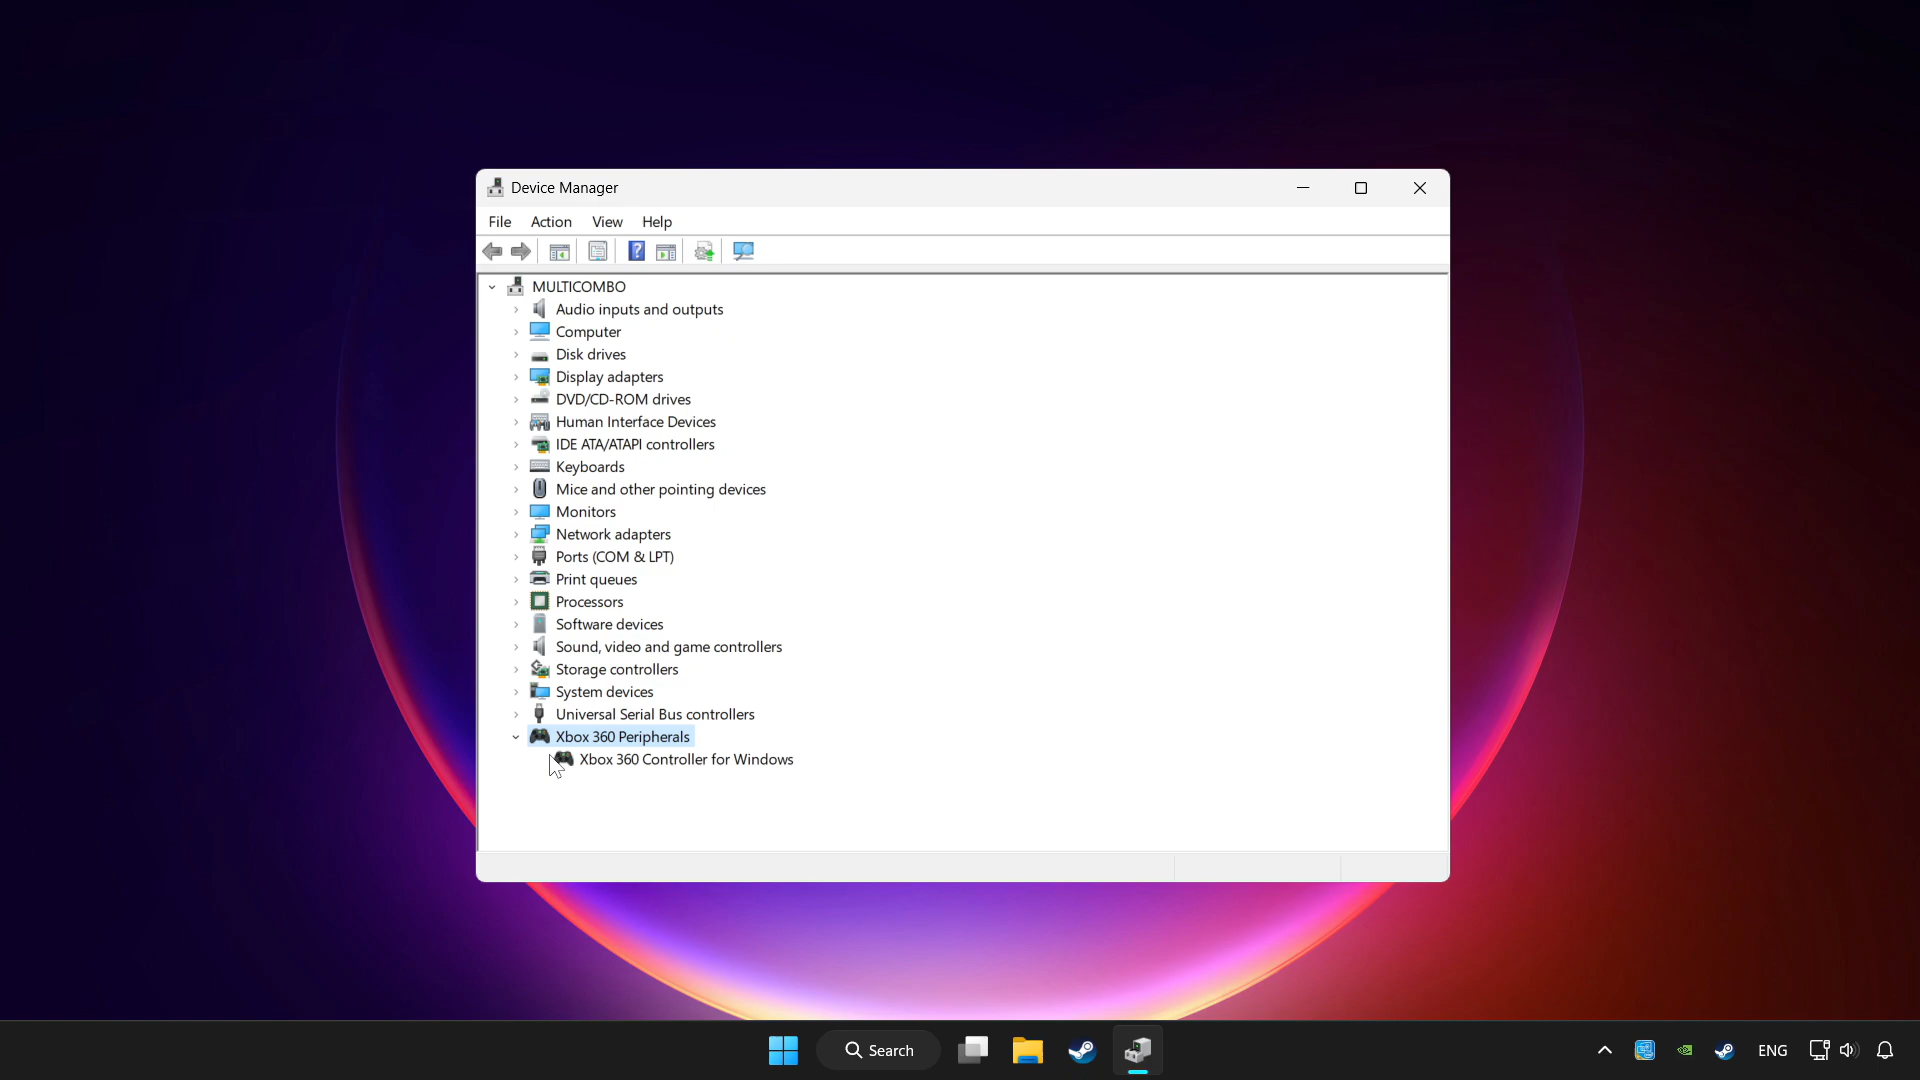 Device Manager
File Action View Help
MULTICOMBO
Audio inputs and outputs
Computer
Disk drives
Display adapters
DVD/CD-ROM drives
Human Interface Devices
IDE ATA/ATAPI controllers
Keyboards
Mice and other pointing devices
Monitors
Network adapters
Ports (COM & LPT)
Print queues
Processors
Software devices
Sound, video and game controllers
Storage controllers
System devices
Universal Serial Bus controllers
Xbox 360 Peripherals
Xbox 360 Controller for Windows
Search
ENG